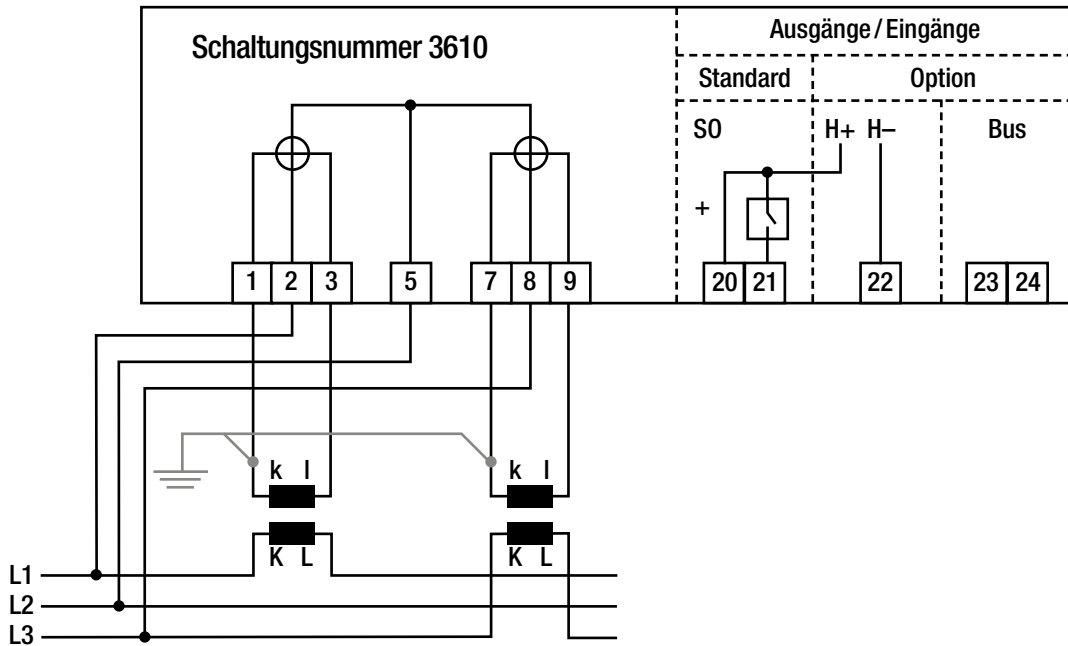 Schaltungsnummer 3610
Ausgänge / Eingänge
Standard
Option
S0
H+ H–
Bus
+
1 2 3 5 7 8 9
20 21 22 23 24
k l
k l
K L
K L
L1
L2
L3